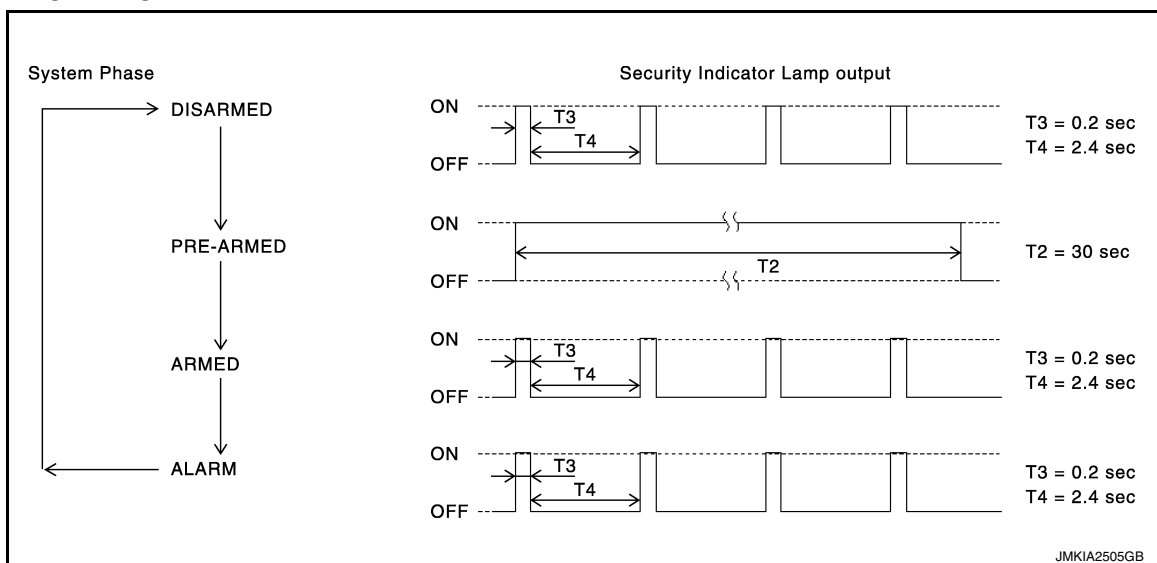 System Phase
Security Indicator Lamp output
DISARMED
ON
OFF
T3
T4
T3 = 0.2 sec
T4 = 2.4 sec
PRE-ARMED
ON
OFF
T2
T2 = 30 sec
ARMED
ON
OFF
T3
T4
T3 = 0.2 sec
T4 = 2.4 sec
ALARM
ON
OFF
T3
T4
T3 = 0.2 sec
T4 = 2.4 sec
JMKIA2505GB